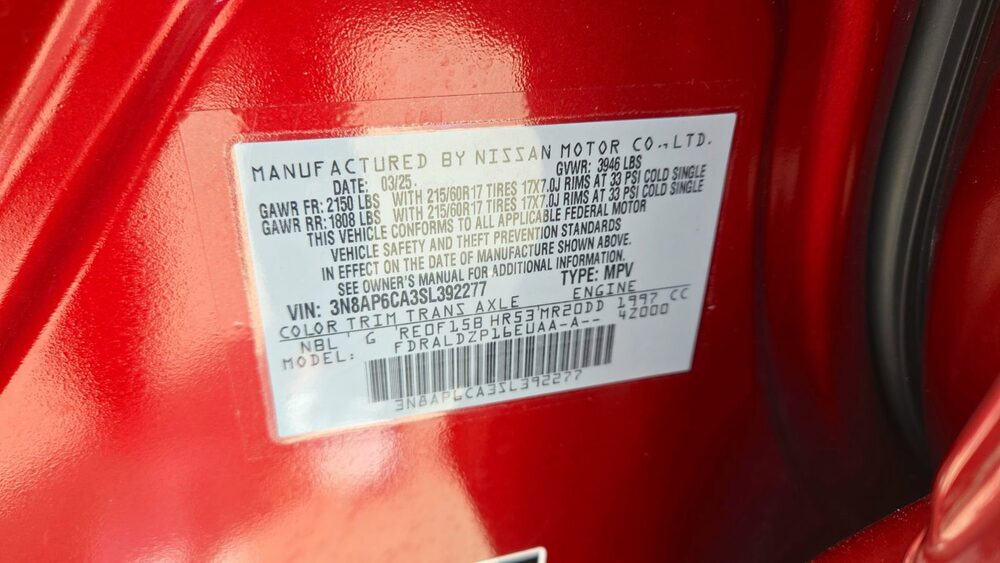 MANUFACTURED BY NISSAN MOTOR CO.,LTD.
DATE: 03/25. GVWR: 3946 LBS
GAWR FR: 2150 LBS WITH 215/60R17 TIRES 17X7.0J RIMS AT 33 PSI COLD SINGLE
GAWR RR: 1808 LBS WITH 215/60R17 TIRES 17X7.0J RIMS AT 33 PSI COLD SINGLE
THIS VEHICLE CONFORMS TO ALL APPLICABLE FEDERAL MOTOR
VEHICLE SAFETY AND THEFT PREVENTION STANDARDS
IN EFFECT ON THE DATE OF MANUFACTURE SHOWN ABOVE.
SEE OWNER'S MANUAL FOR ADDITIONAL INFORMATION.
VIN: 3N8AP6CA3SL392277 TYPE: MPV
COLOR TRIM TRANS AXLE ENGINE
NBL ' G 'RE0F15B HR53'MR20DD 1997 CC
MODEL: FDRALDZP16EUAA-A-- 4Z000
3N8AP6CA3SL392277